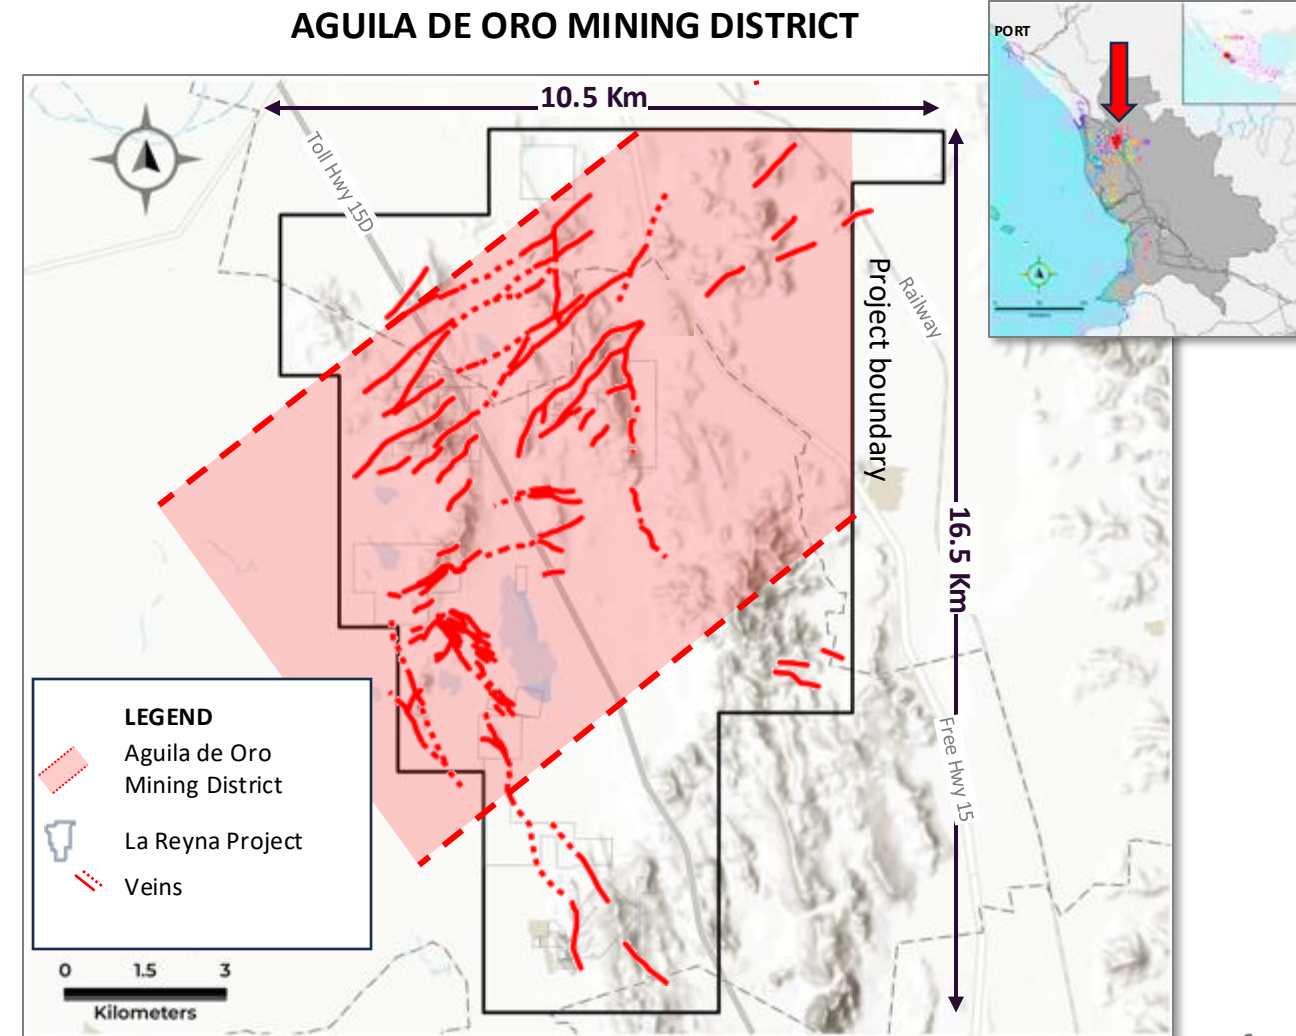 AGUILA DE ORO MINING DISTRICT
PORT
10.5 Km
Toll Hwy 15D
Railway
Project boundary
16.5 Km
Free Hwy 15
LEGEND
Aguila de Oro
Mining District
La Reyna Project
Veins
0 1.5 3
Kilometers